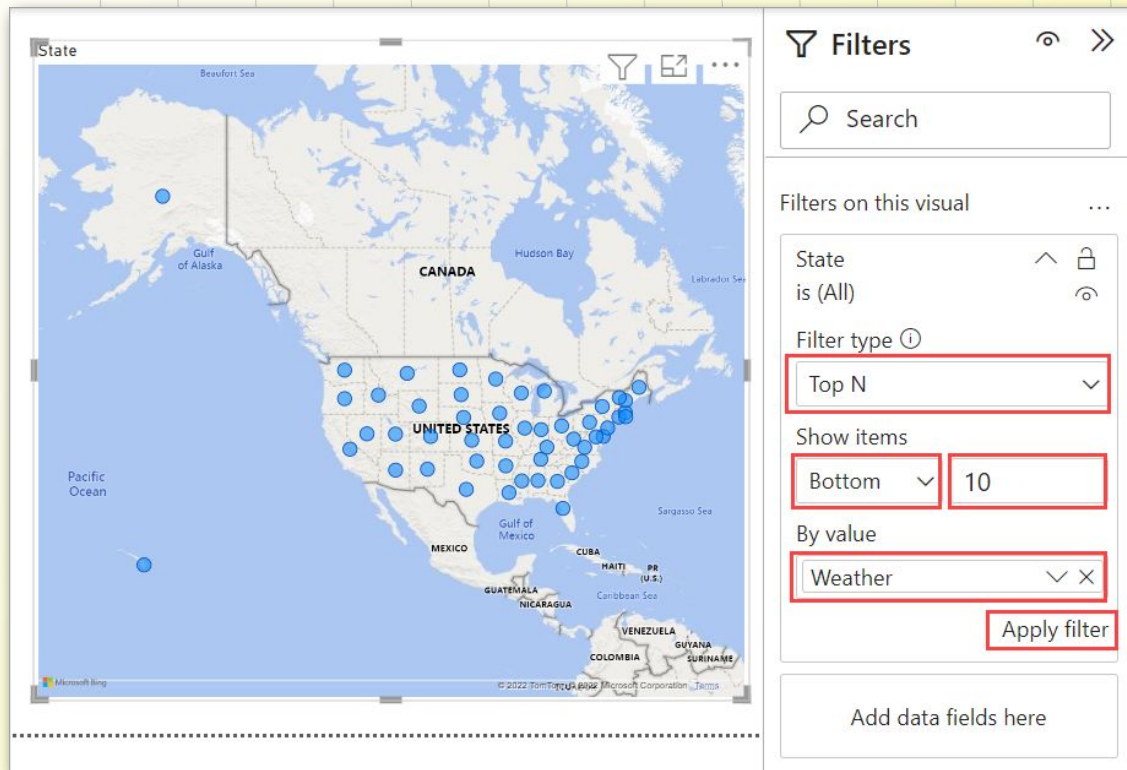 State
Beaufort Sea
Gulf
of Alaska
Hudson Bay
CANADA
Labrador Sea
UNITED STATES
Pacific
Ocean
Sargasso Sea
Gulf of
Mexico
MEXICO
CUBA
HAITI
PR
(U.S.)
GUATEMALA
Caribbean Sea
NICARAGUA
VENEZUELA
GUYANA
COLOMBIA
SURINAME
Microsoft Bing
© 2022 TomTom, © 2022 Microsoft Corporation Terms
Filters
Search
Filters on this visual
State
is (All)
Filter type
Top N
Show items
Bottom
10
By value
Weather
Apply filter
Add data fields here